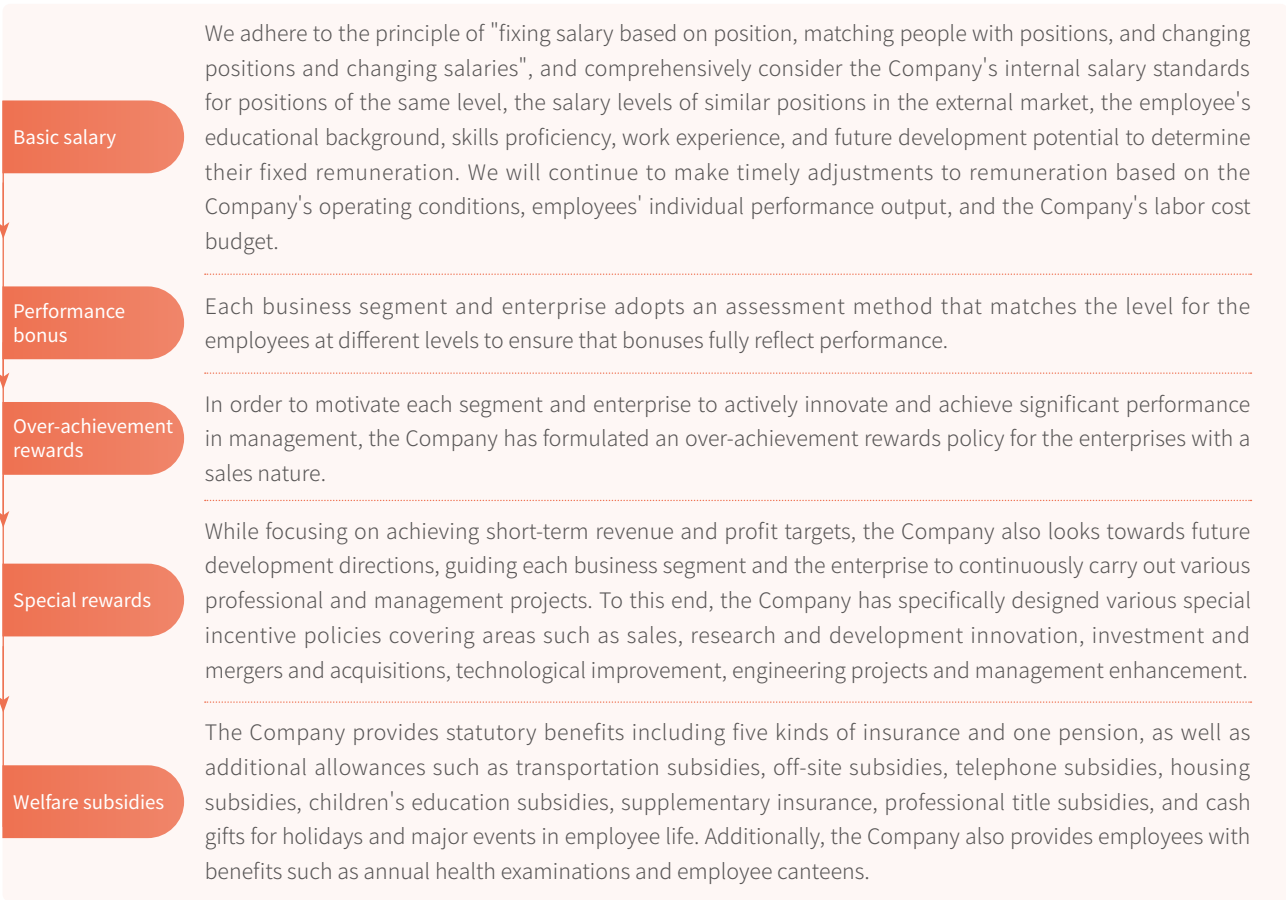 We adhere to the principle of "fixing salary based on position, matching people with positions, and changing
positions and changing salaries", and comprehensively consider the Company's internal salary standards
for positions of the same level, the salary levels of similar positions in the external market, the employee's
Basic salary
educational background, skills proficiency, work experience, and future development potential to determine
their fixed remuneration. We will continue to make timely adjustments to remuneration based on the
Company's operating conditions, employees' individual performance output, and the Company's labor cost
budget.
Performance
bonus
Each business segment and enterprise adopts an assessment method that matches the level for the
employees at different levels to ensure that bonuses fully reflect performance.
Over-achievement
rewards
In order to motivate each segment and enterprise to actively innovate and achieve significant performance
in management, the Company has formulated an over-achievement rewards policy for the enterprises with a
sales nature.
Special rewards
While focusing on achieving short-term revenue and profit targets, the Company also looks towards future
development directions, guiding each business segment and the enterprise to continuously carry out various
professional and management projects. To this end, the Company has specifically designed various special
incentive policies covering areas such as sales, research and development innovation, investment and
mergers and acquisitions, technological improvement, engineering projects and management enhancement.
Welfare subsidies
The Company provides statutory benefits including five kinds of insurance and one pension, as well as
additional allowances such as transportation subsidies, off-site subsidies, telephone subsidies, housing
subsidies, children's education subsidies, supplementary insurance, professional title subsidies, and cash
gifts for holidays and major events in employee life. Additionally, the Company also provides employees with
benefits such as annual health examinations and employee canteens.